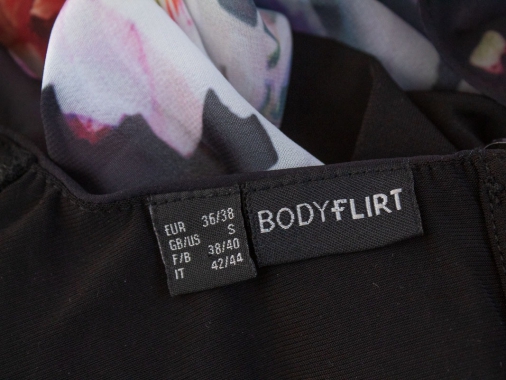 EUR 36/38
GB/US S
F/B 38/40
IT 42/44
BODYFLIRT